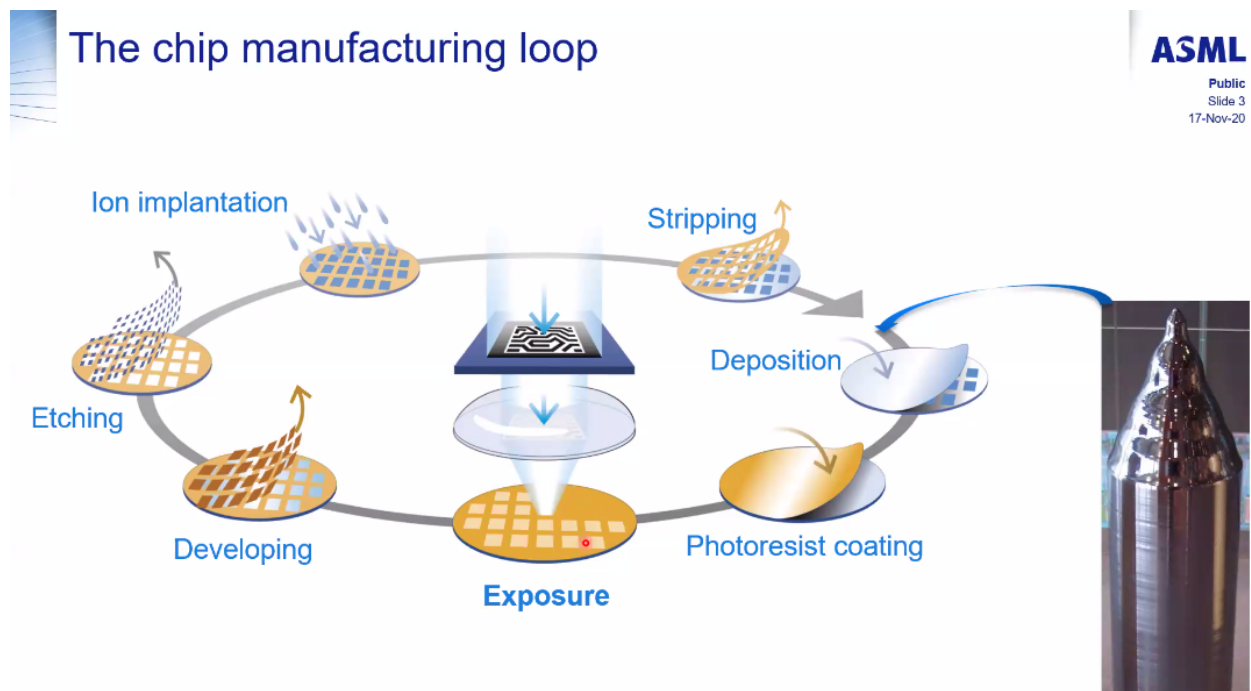 The chip manufacturing loop
ASML
Public
Slide 3
17-Nov-20
Ion implantation
Stripping
Deposition
Etching
Developing
Photoresist coating
Exposure